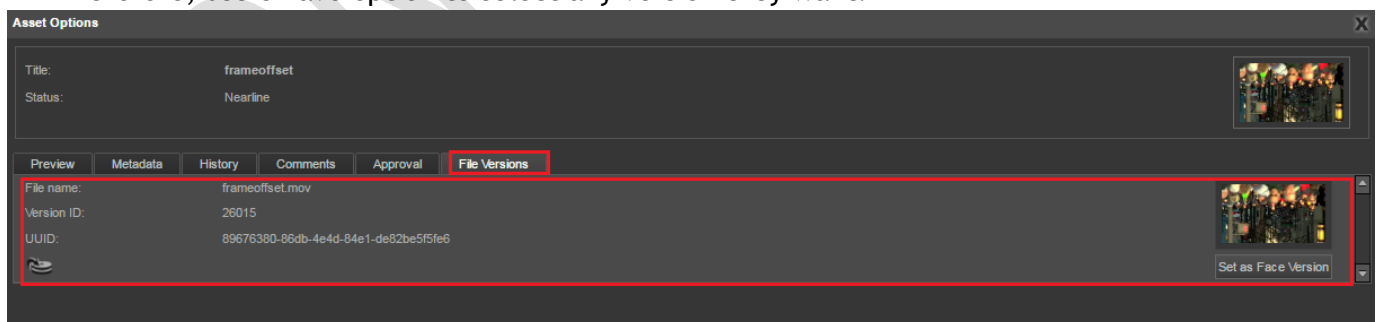 Asset Options X
Title: frameoffset
Status: Nearline
Preview Metadata History Comments Approval File Versions
File name: frameoffset.mov
Version ID: 26015
UUID: 89676380-86db-4e4d-84e1-de82be5f5fe6
Set as Face Version